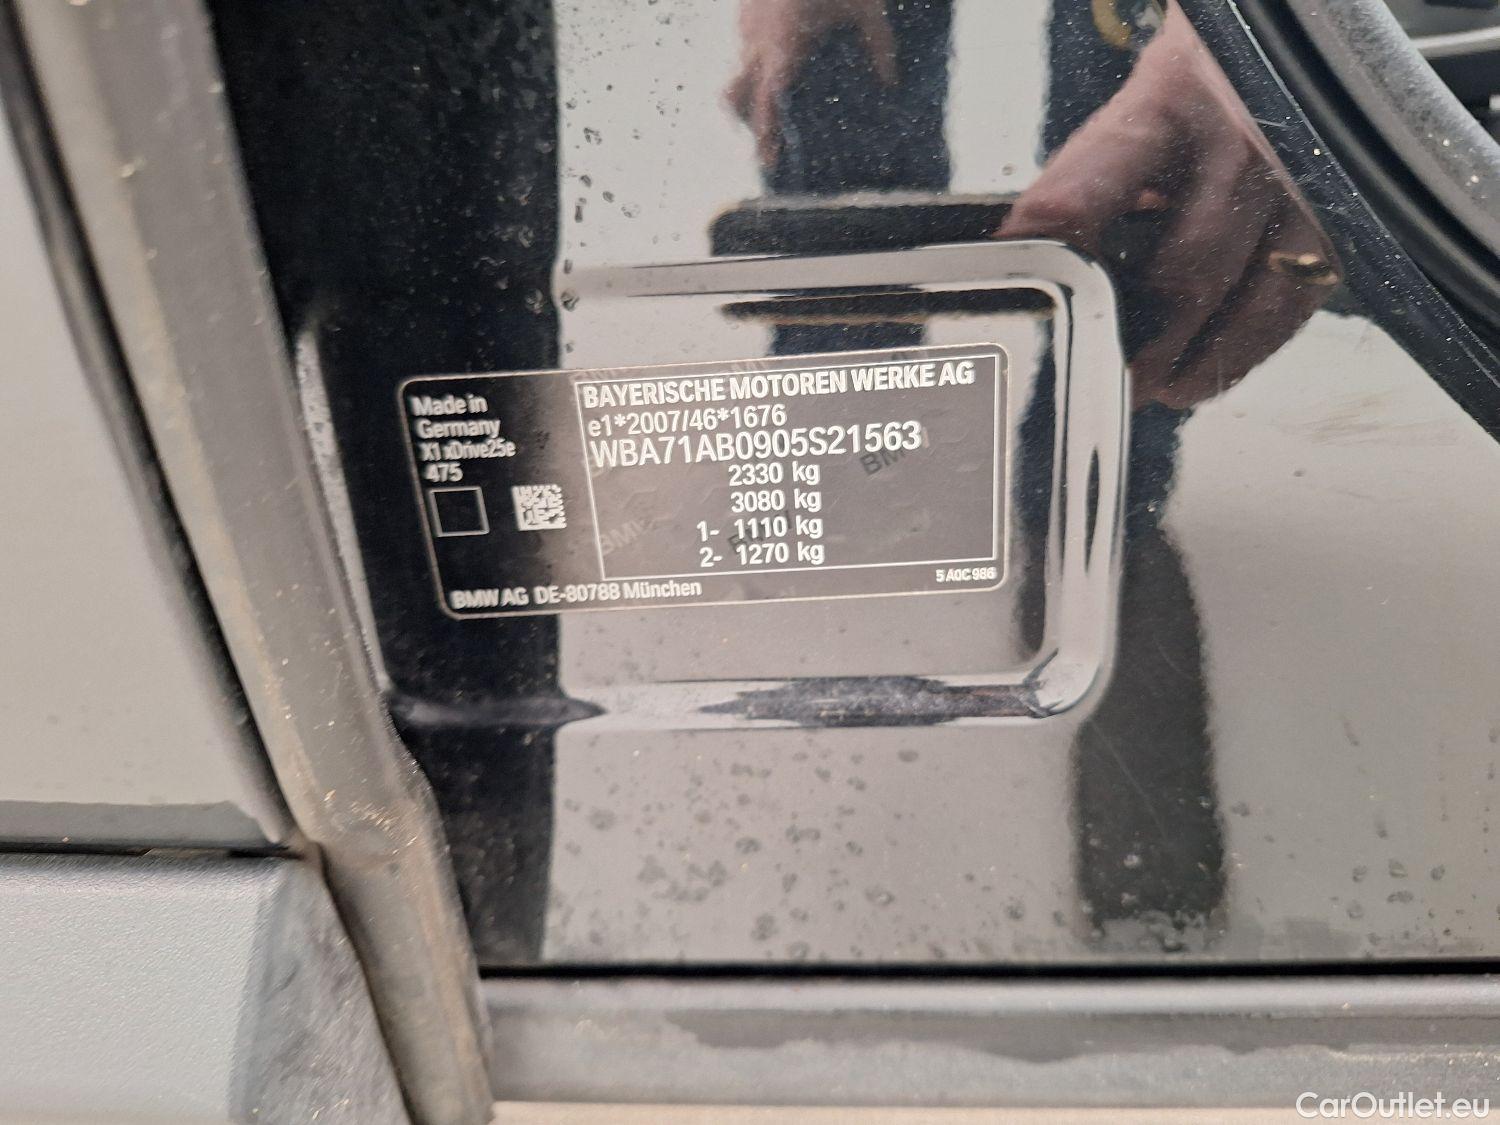 Made in
Germany
X1 xDrive25e
475
BAYERISCHE MOTOREN WERKE AG
e1*2007/46*1676
WBA71AB0905S21563
2330 kg
3080 kg
1- 1110 kg
2- 1270 kg
BMW AG DE-80788 München
5 A0C 986
CarOutlet.eu